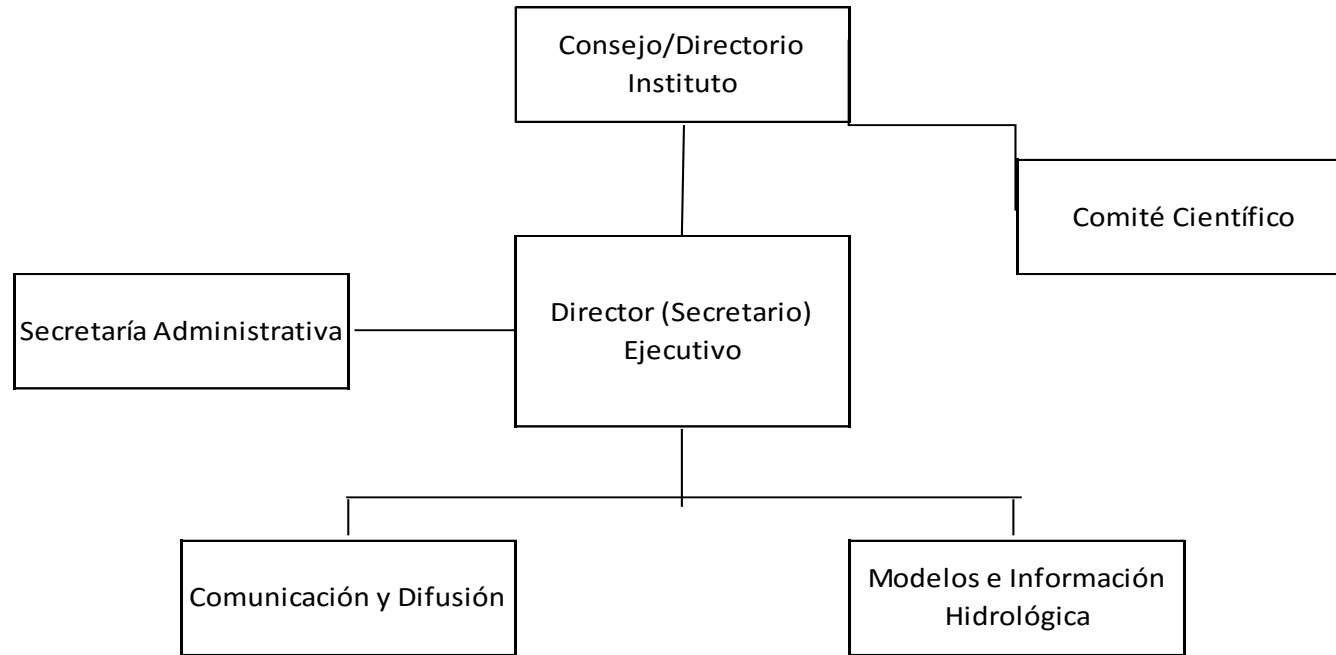 Consejo/Directorio
Instituto
Comité Científico
Secretaría Administrativa
Director (Secretario)
Ejecutivo
Comunicación y Difusión
Modelos e Información
Hidrológica